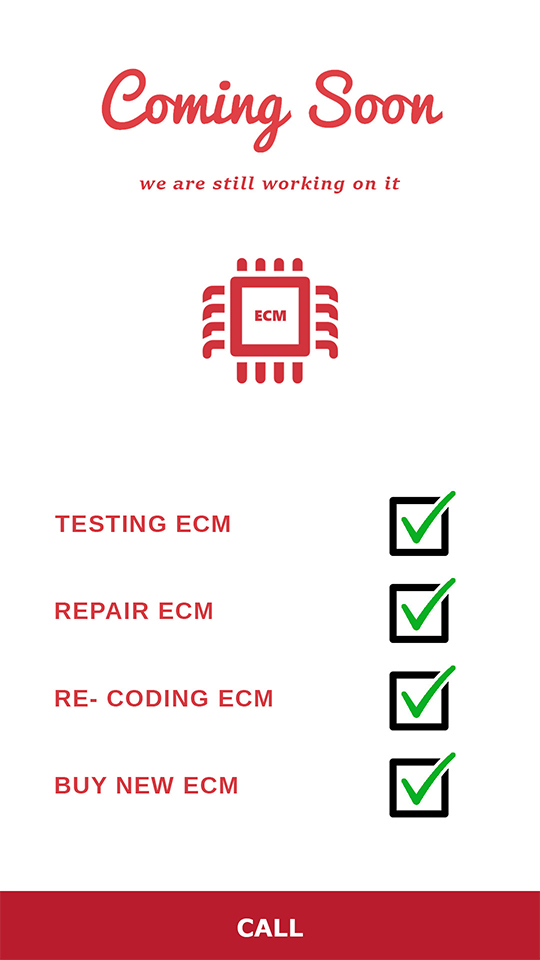 Coming Soon
we are still working on it
ECM
TESTING ECM
REPAIR ECM
RE- CODING ECM
BUY NEW ECM
CALL